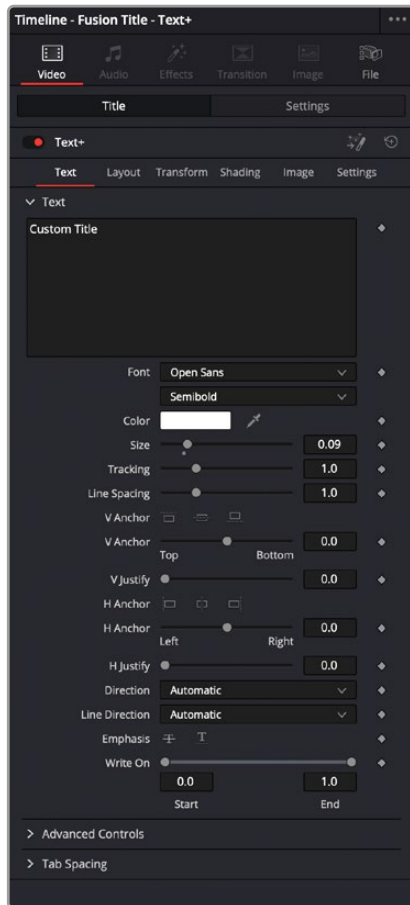 Timeline - Fusion Title - Text+
Video Audio Effects Transition Image File
Title Settings
Text+
Text Layout Transform Shading Image Settings
Text
Custom Title
Font Open Sans
Semibold
Color
Size 0.09
Tracking 1.0
Line Spacing 1.0
V Anchor
V Anchor 0.0
Top Bottom
V Justify 0.0
H Anchor
H Anchor 0.0
Left Right
H Justify 0.0
Direction Automatic
Line Direction Automatic
Emphasis T T
Write On
0.0 1.0
Start End
Advanced Controls
Tab Spacing